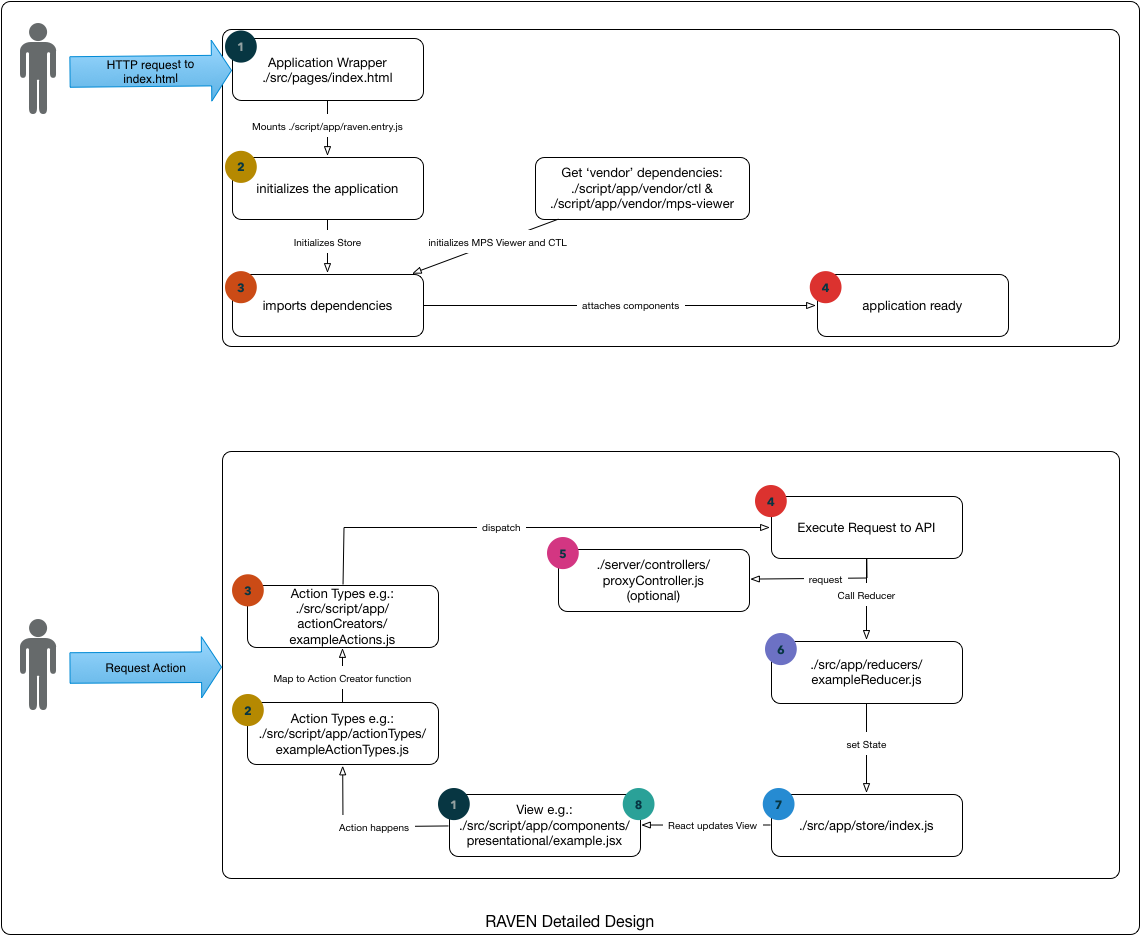 HTTP request to
index.html
1
Application Wrapper
./src/pages/index.html
Mounts ./script/app/raven.entry.js
2
initializes the application
Get ‘vendor’ dependencies:
./script/app/vendor/ctl &
./script/app/vendor/mps-viewer
Initializes Store
initializes MPS Viewer and CTL
3
imports dependencies
attaches components
4
application ready
Request Action
4
Execute Request to API
dispatch
5
./server/controllers/
proxyController.js
(optional)
request
Call Reducer
3
Action Types e.g.:
./src/script/app/
actionCreators/
exampleActions.js
6
./src/app/reducers/
exampleReducer.js
Map to Action Creator function
2
Action Types e.g.:
./src/script/app/actionTypes/
exampleActionTypes.js
set State
1
8
View e.g.:
./src/script/app/components/
presentational/example.jsx
Action happens
React updates View
7
./src/app/store/index.js
RAVEN Detailed Design